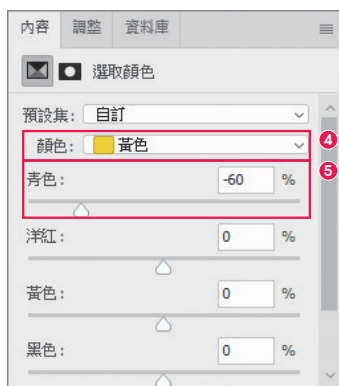 內容 調整 資料庫
選取顏色
預設集: 自訂
顏色: 黃色 4
青色: -60 % 5
洋紅: 0 %
黃色: 0 %
黑色: 0 %